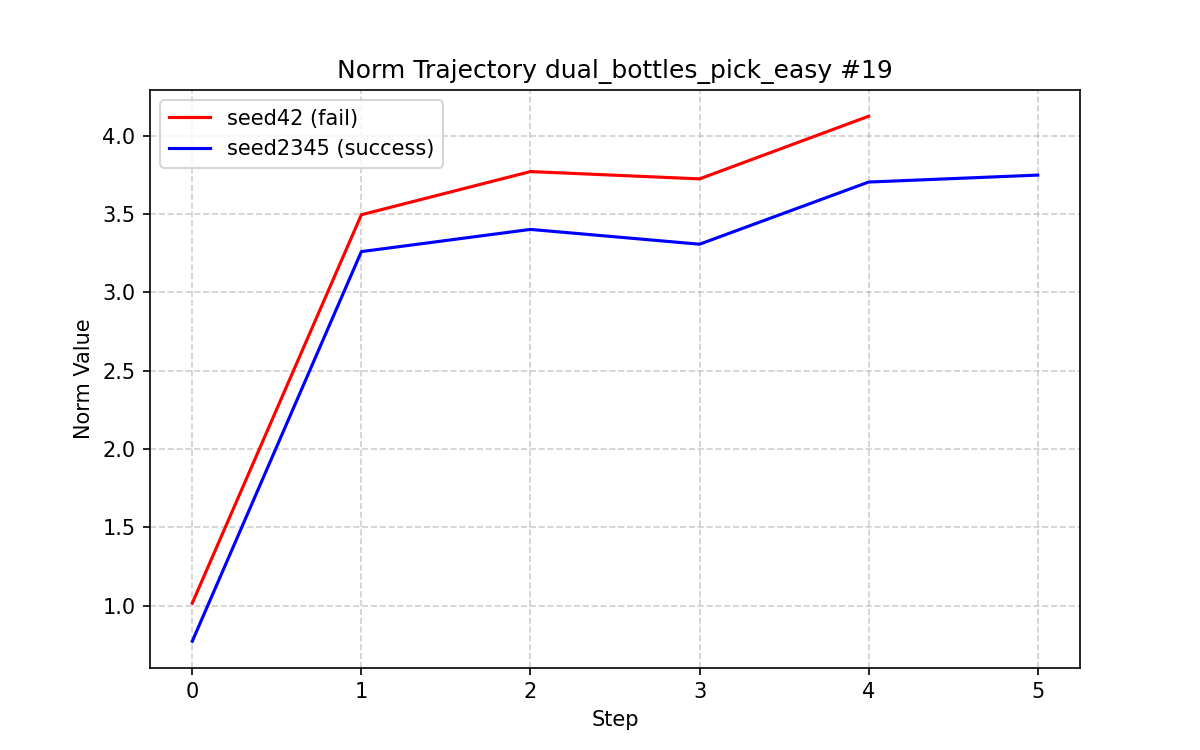 Norm Trajectory dual_bottles_pick_easy #19
seed42 (fail)
seed2345 (success)
Norm Value
4.0
3.5
3.0
2.5
2.0
1.5
1.0
0 1 2 3 4 5
Step